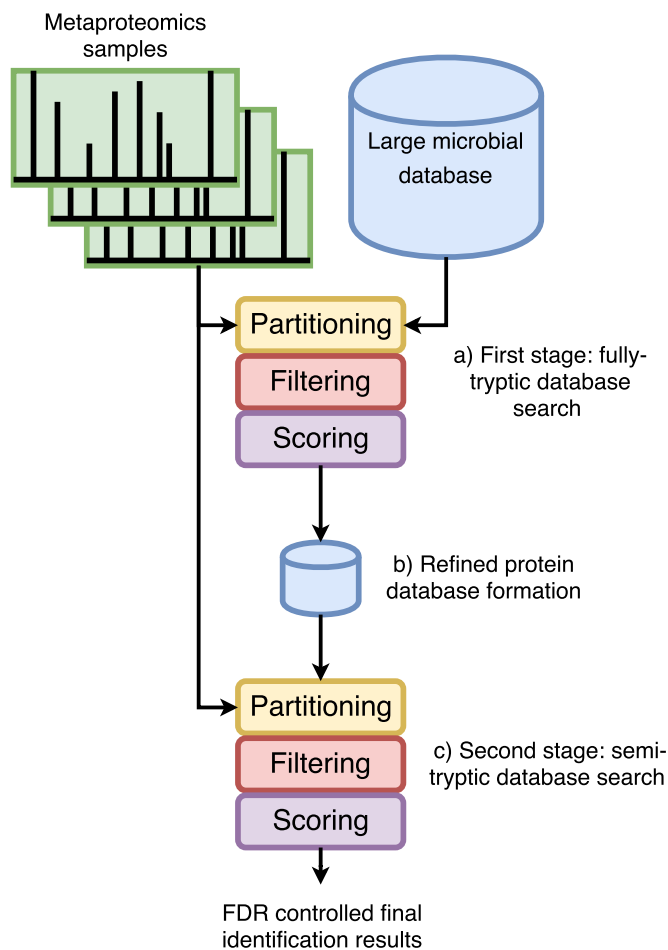 Metaproteomics
samples
Large microbial
database
Partitioning
Filtering
Scoring
a) First stage: fully-
tryptic database
search
b) Refined protein
database formation
Partitioning
Filtering
Scoring
c) Second stage: semi-
tryptic database search
FDR controlled final
identification results